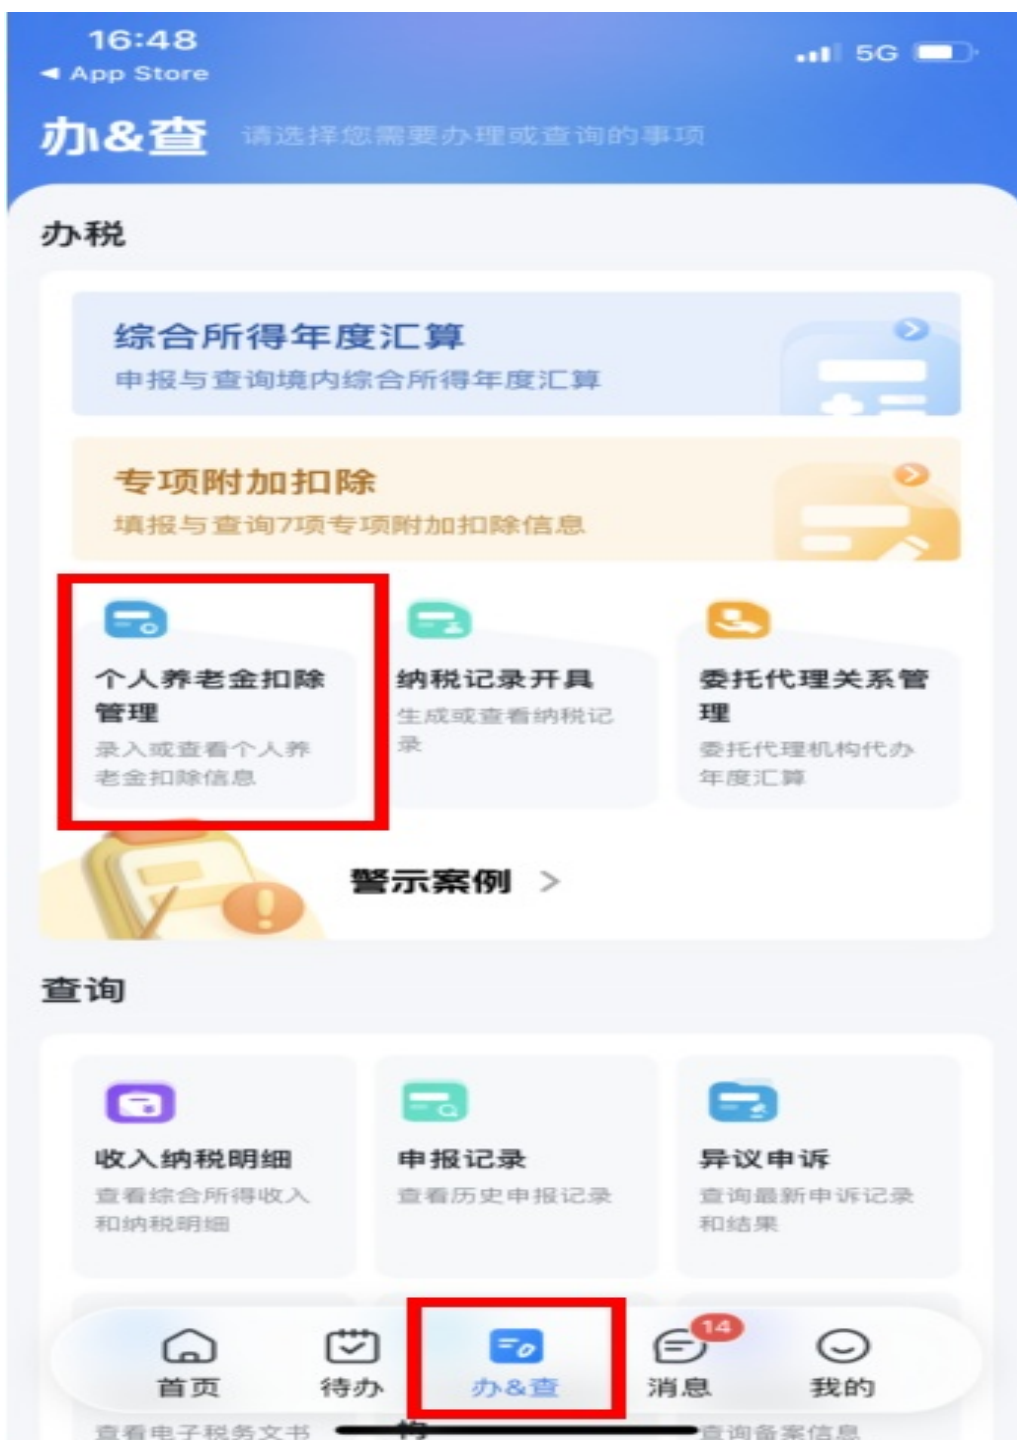 16:48
5G
◀ App Store
办&查 请选择您需要办理或查询的事项
办税
综合所得年度汇算
申报与查询境内综合所得年度汇算
专项附加扣除
填报与查询7项专项附加扣除信息
个人养老金扣除
管理
录入或查看个人养
老金扣除信息
纳税记录开具
生成或查看纳税记
录
委托代理关系管
理
委托代理机构代办
年度汇算
警示案例 >
查询
收入纳税明细
查看综合所得收入
和纳税明细
申报记录
查看历史申报记录
异议申诉
查询最新申诉记录
和结果
首页
待办
办&查
14
消息
我的
查看电子税务文书
查询备案信息